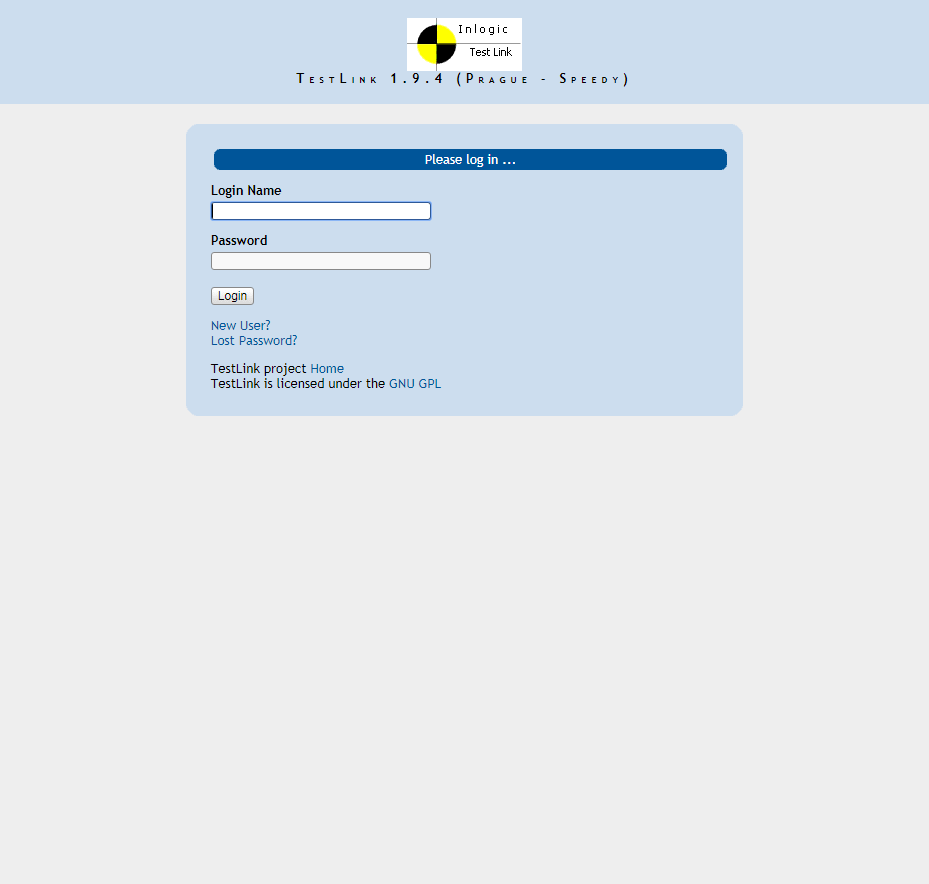 Inlogic
Test Link
TestLink 1.9.4 (Prague - Speedy)
Please log in ...
Login Name
Password
Login
New User?
Lost Password?
TestLink project Home
TestLink is licensed under the GNU GPL